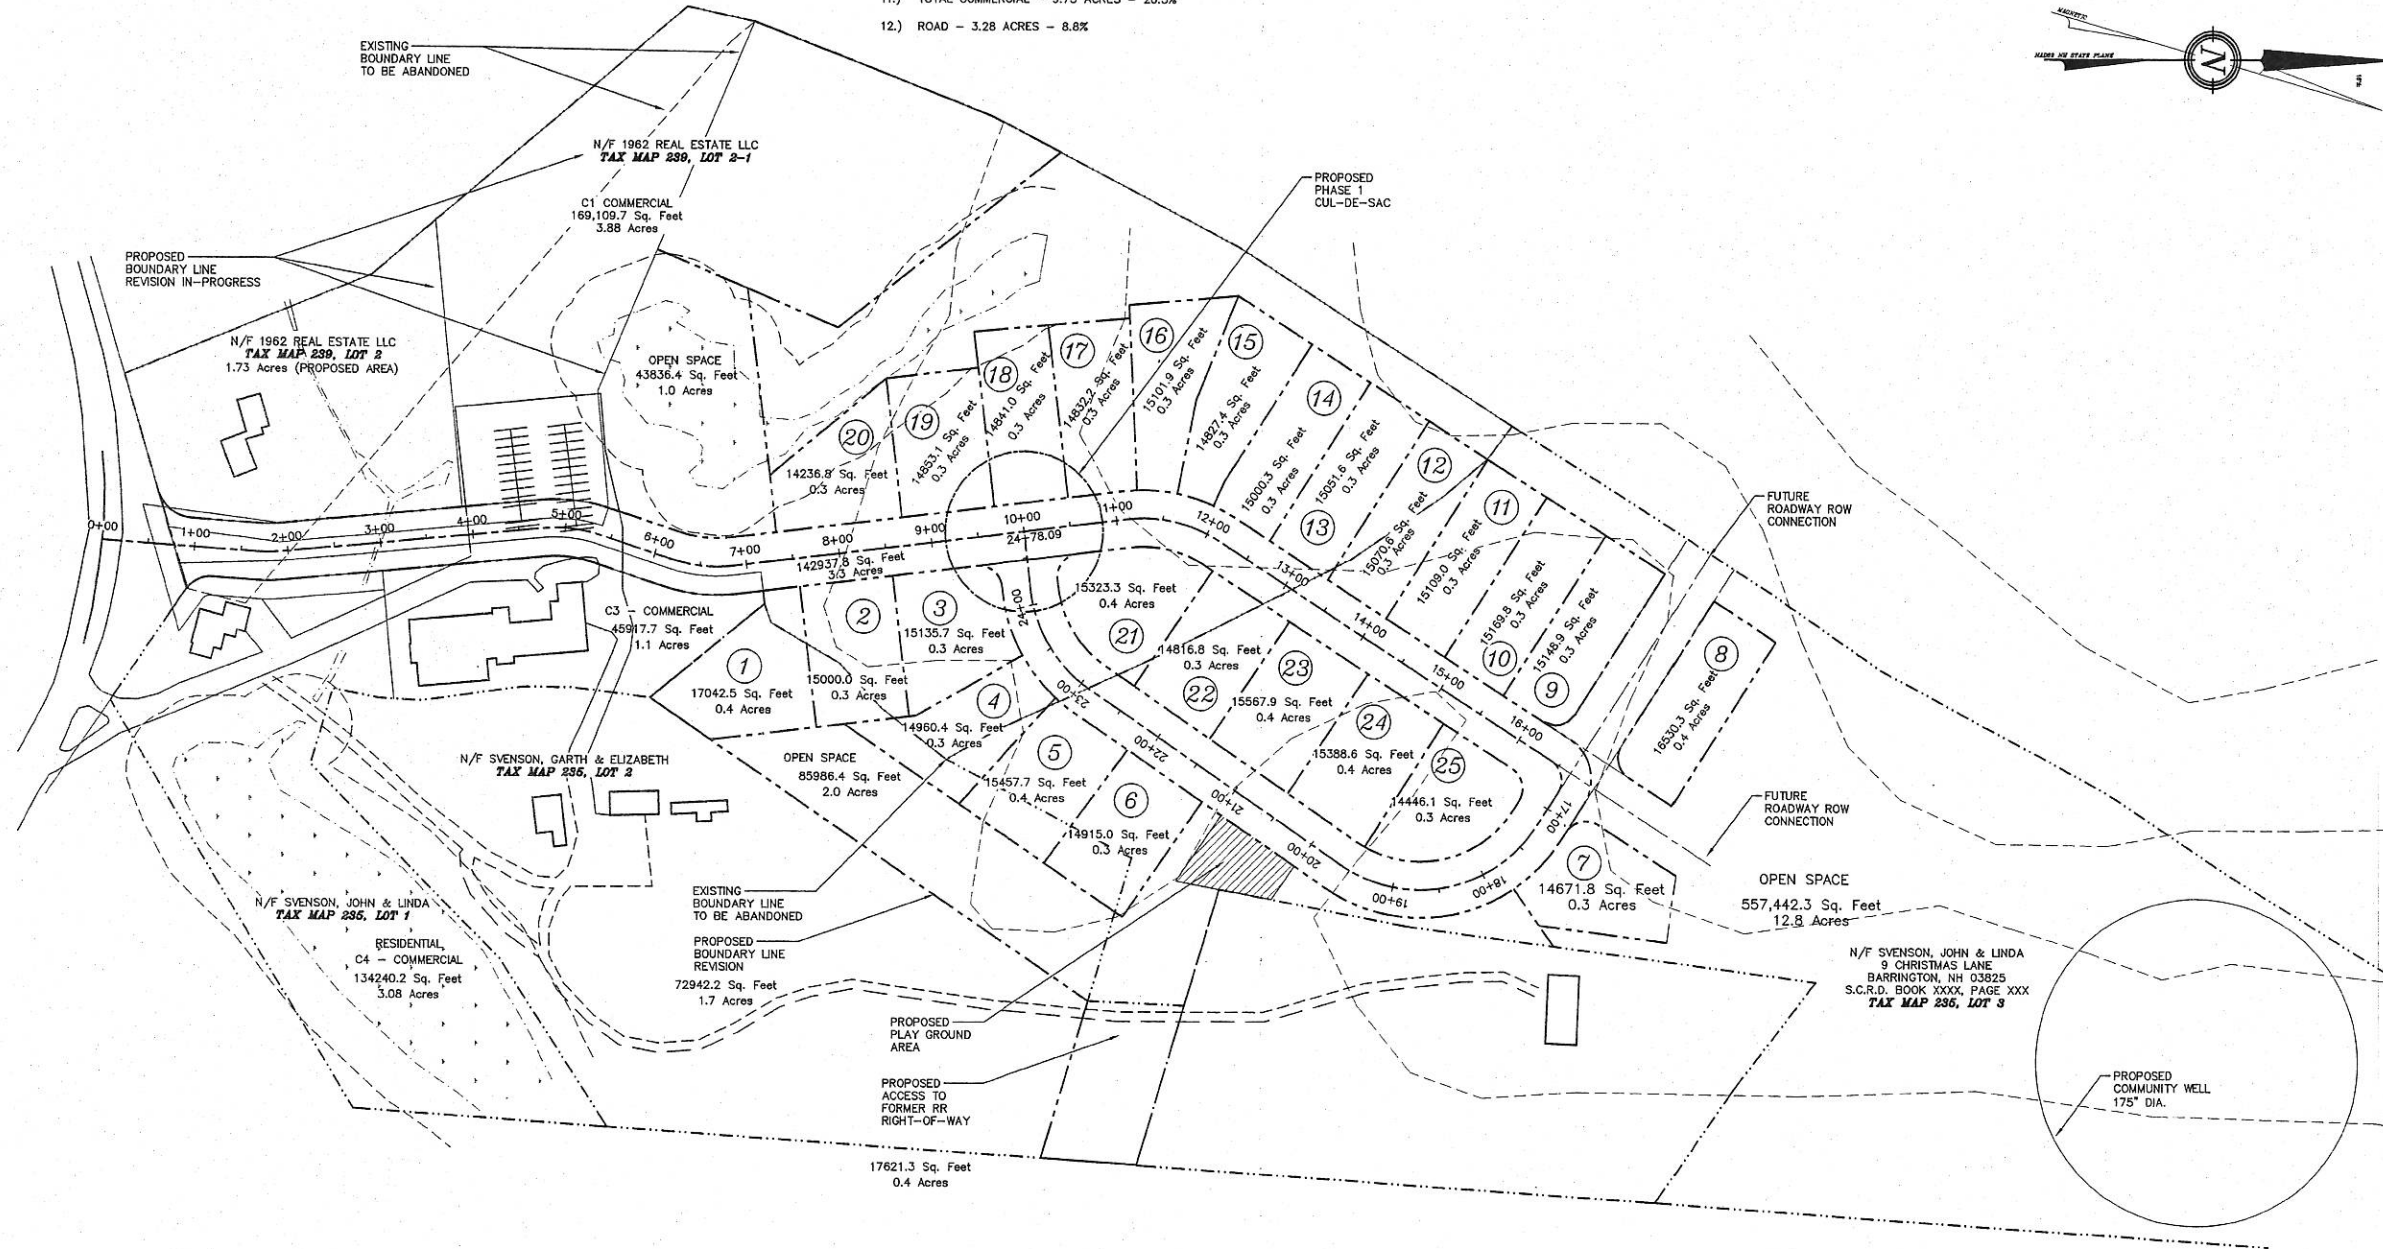 12.) ROAD - 3.28 ACRES - 8.8%
MAGNETIC
NAD83 NH STATE PLANE
N
EXISTING
BOUNDARY LINE
TO BE ABANDONED
N/F 1962 REAL ESTATE LLC
TAX MAP 239, LOT 2-1
C1 COMMERCIAL
169,109.7 Sq. Feet
3.88 Acres
PROPOSED
PHASE 1
CUL-DE-SAC
PROPOSED
BOUNDARY LINE
REVISION IN-PROGRESS
N/F 1962 REAL ESTATE LLC
TAX MAP 239, LOT 2
1.73 Acres (PROPOSED AREA)
OPEN SPACE
43836.4 Sq. Feet
1.0 Acres
20
14236.8 Sq. Feet
0.3 Acres
19
14853.1 Sq. Feet
0.3 Acres
18
14841.0 Sq. Feet
0.3 Acres
17
14832.2 Sq. Feet
0.3 Acres
16
15101.9 Sq. Feet
0.3 Acres
15
14827.4 Sq. Feet
0.3 Acres
14
15000.3 Sq. Feet
0.3 Acres
13
15051.6 Sq. Feet
0.3 Acres
12
15070.6 Sq. Feet
0.3 Acres
11
15109.0 Sq. Feet
0.3 Acres
10
15169.8 Sq. Feet
0.3 Acres
9
15148.9 Sq. Feet
0.3 Acres
8
16530.3 Sq. Feet
0.4 Acres
FUTURE
ROADWAY ROW
CONNECTION
0+00
1+00
2+00
3+00
4+00
5+00
6+00
7+00
8+00
9+00
10+00
1+00
12+00
13+00
14+00
15+00
16+00
17+00
18+00
19+00
20+00
21+00
22+00
23+00
24+00
24+78.09
142937.8 Sq. Feet
3.3 Acres
C3 - COMMERCIAL
45917.7 Sq. Feet
1.1 Acres
1
17042.5 Sq. Feet
0.4 Acres
2
15000.0 Sq. Feet
0.3 Acres
3
15135.7 Sq. Feet
0.3 Acres
4
14960.4 Sq. Feet
0.3 Acres
5
15457.7 Sq. Feet
0.4 Acres
6
14915.0 Sq. Feet
0.3 Acres
21
15323.3 Sq. Feet
0.4 Acres
22
14816.8 Sq. Feet
0.3 Acres
23
15567.9 Sq. Feet
0.4 Acres
24
15388.6 Sq. Feet
0.4 Acres
25
14446.1 Sq. Feet
0.3 Acres
7
14671.8 Sq. Feet
0.3 Acres
FUTURE
ROADWAY ROW
CONNECTION
OPEN SPACE
557,442.3 Sq. Feet
12.8 Acres
OPEN SPACE
85986.4 Sq. Feet
2.0 Acres
N/F SVENSON, GARTH & ELIZABETH
TAX MAP 235, LOT 2
N/F SVENSON, JOHN & LINDA
TAX MAP 235, LOT 1
RESIDENTIAL
C4 - COMMERCIAL
134240.2 Sq. Feet
3.08 Acres
EXISTING
BOUNDARY LINE
TO BE ABANDONED
PROPOSED
BOUNDARY LINE
REVISION
72942.2 Sq. Feet
1.7 Acres
PROPOSED
PLAY GROUND
AREA
PROPOSED
ACCESS TO
FORMER RR
RIGHT-OF-WAY
17621.3 Sq. Feet
0.4 Acres
N/F SVENSON, JOHN & LINDA
9 CHRISTMAS LANE
BARRINGTON, NH 03825
S.C.R.D. BOOK XXXX, PAGE XXX
TAX MAP 235, LOT 3
PROPOSED
COMMUNITY WELL
175" DIA.